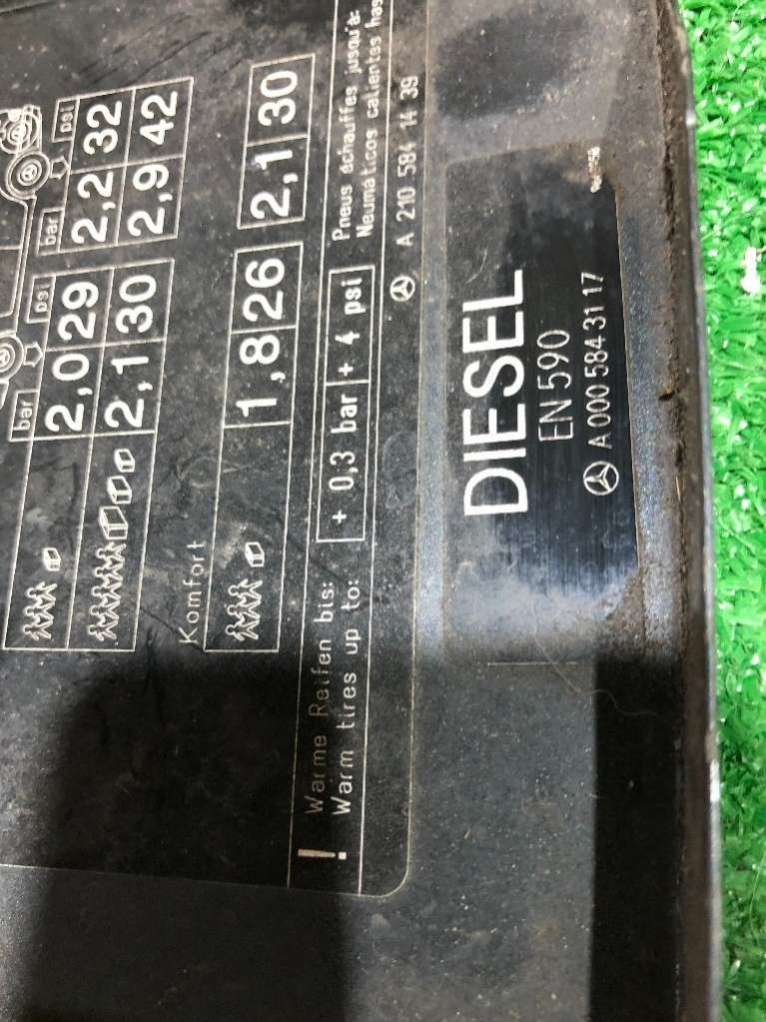 bar psi bar psi
2,0 29 2,2 32
2,1 30 2,9 42
Komfort
1,8 26 2,1 30
! Warme Reifen bis: + 0,3 bar + 4 psi Pneus échauffés jusqu'à:
Warm tires up to: Neumáticos calientes has
A 210 584 14 39
DIESEL
EN 590
A 000 584 31 17